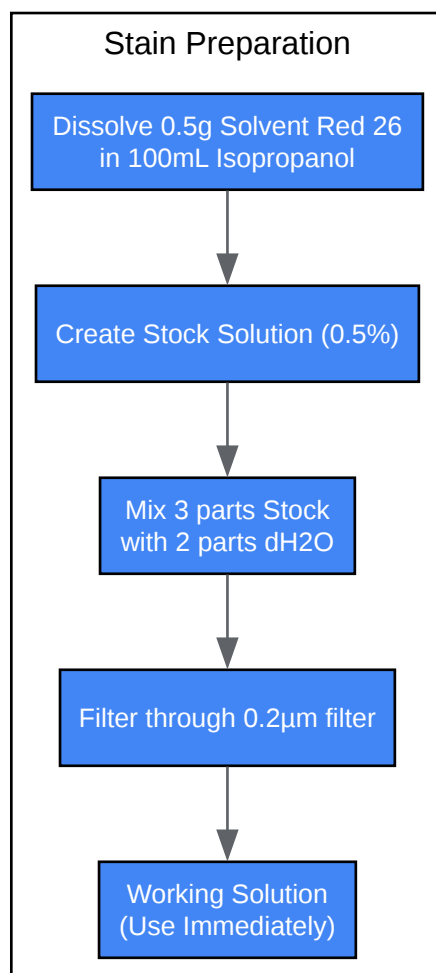 Stain Preparation
Dissolve 0.5g Solvent Red 26
in 100mL Isopropanol
Create Stock Solution (0.5%)
Mix 3 parts Stock
with 2 parts dH2O
Filter through 0.2µm filter
Working Solution
(Use Immediately)